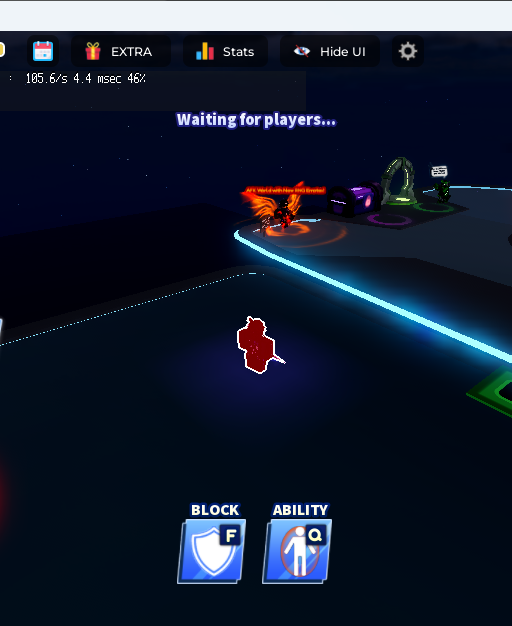 EXTRA
Stats
Hide UI
: 105.6/s 4.4 msec 46%
Waiting for players...
BLOCK
ABILITY
F
Q